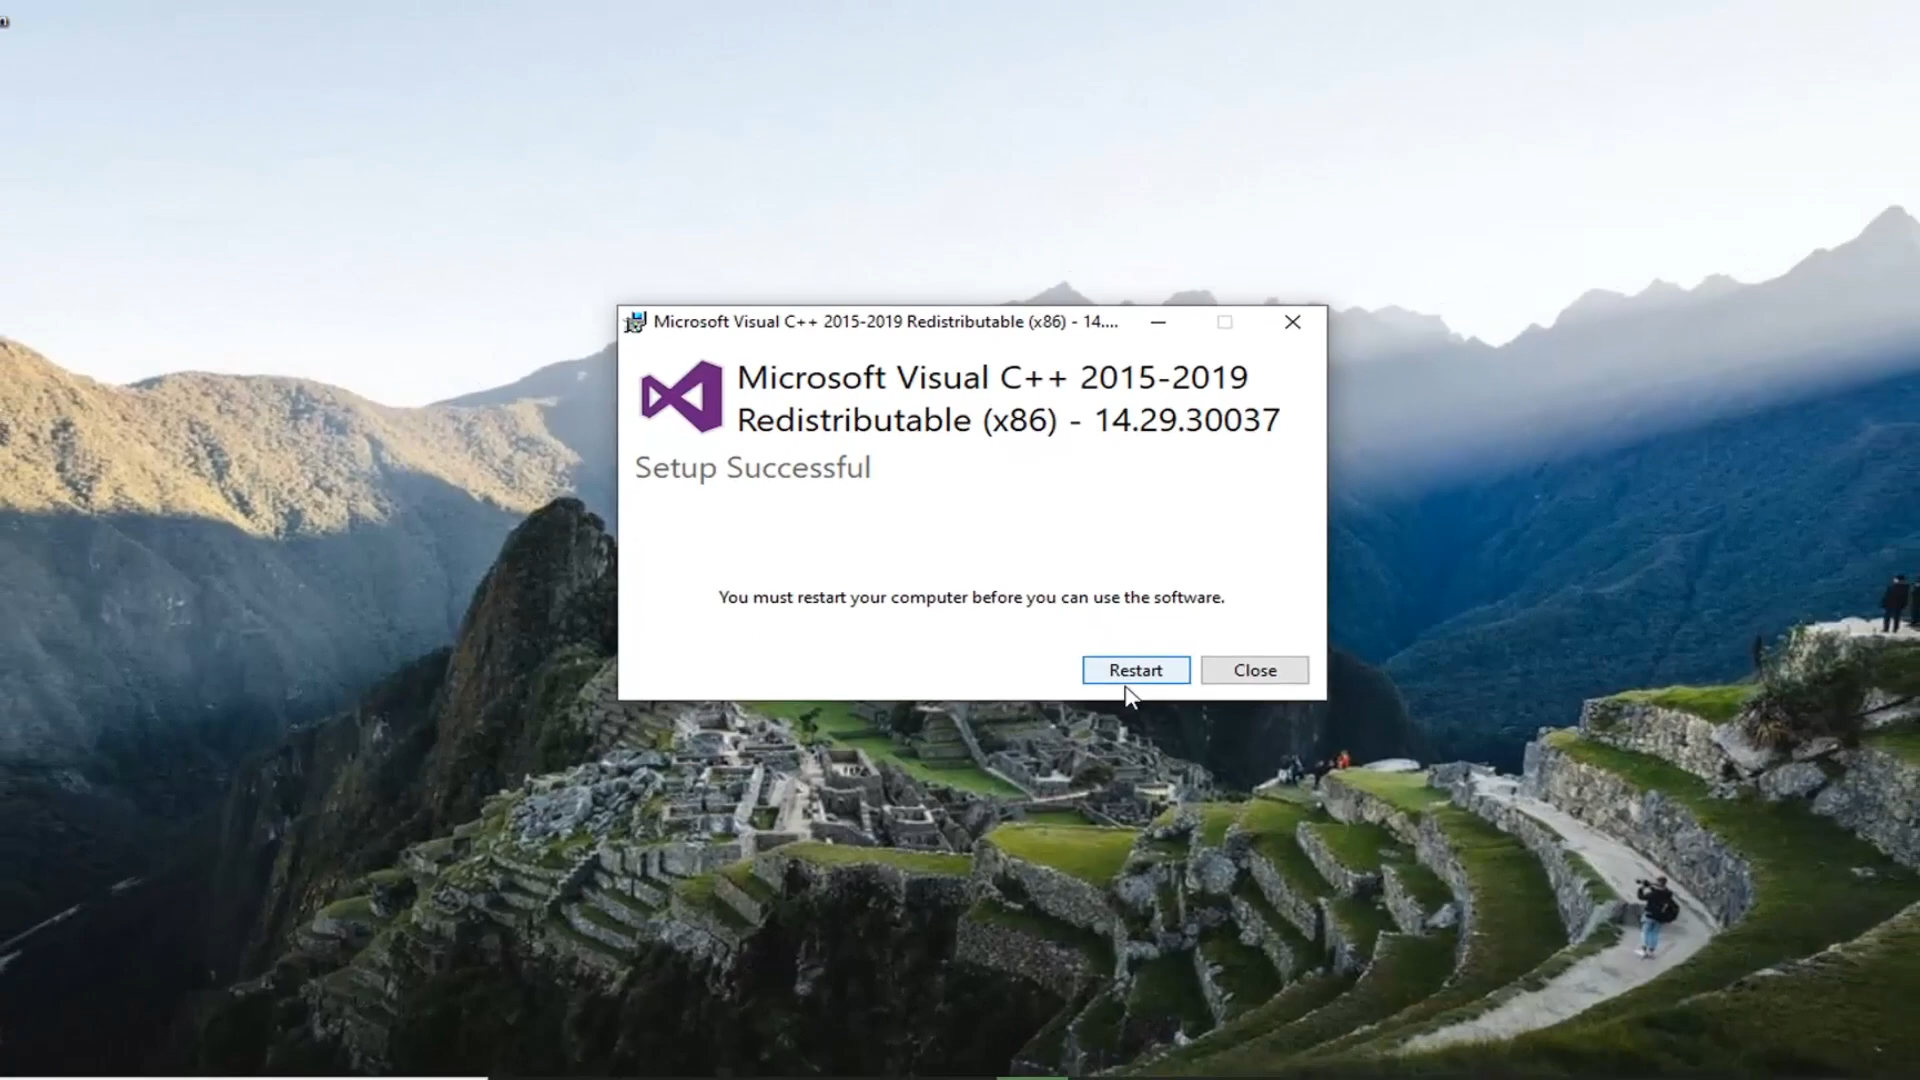 Microsoft Visual C++ 2015-2019 Redistributable (x86) - 14....
Microsoft Visual C++ 2015-2019
Redistributable (x86) - 14.29.30037
Setup Successful
You must restart your computer before you can use the software.
Restart
Close